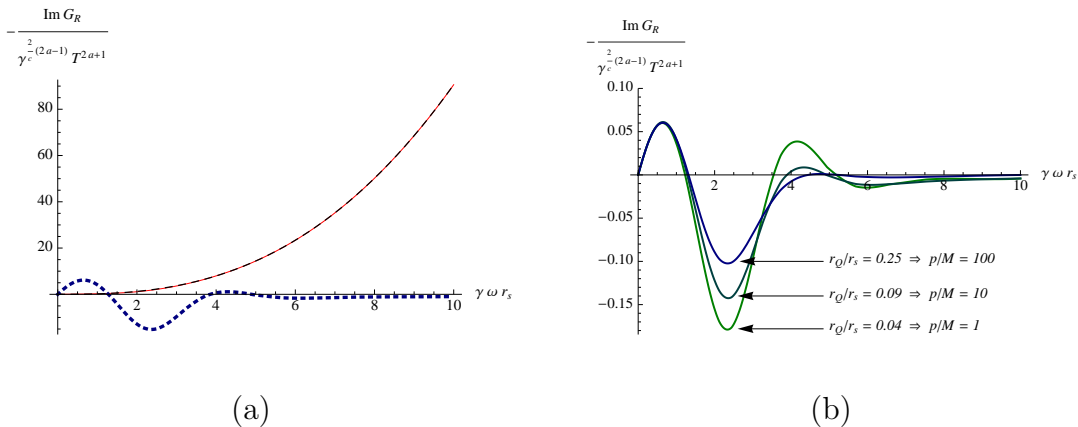 − Im G_R / γ^{2/c (2a−1)} T^{2a+1}
80
60
40
20
2 4 6 8 10
γ ω r_s
(a)
− Im G_R / γ^{2/c (2a−1)} T^{2a+1}
0.10
0.05
−0.05
−0.10
−0.15
2 4 6 8 10
γ ω r_s
r_Q/r_s = 0.25 ⇒ p/M = 100
r_Q/r_s = 0.09 ⇒ p/M = 10
r_Q/r_s = 0.04 ⇒ p/M = 1
(b)